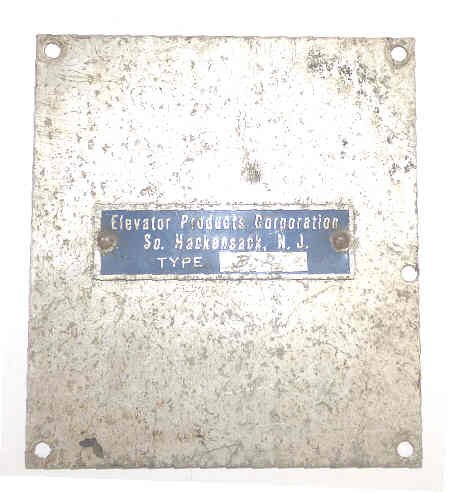 Elevator Products Corporation
So. Hackensack, N. J.
TYPE